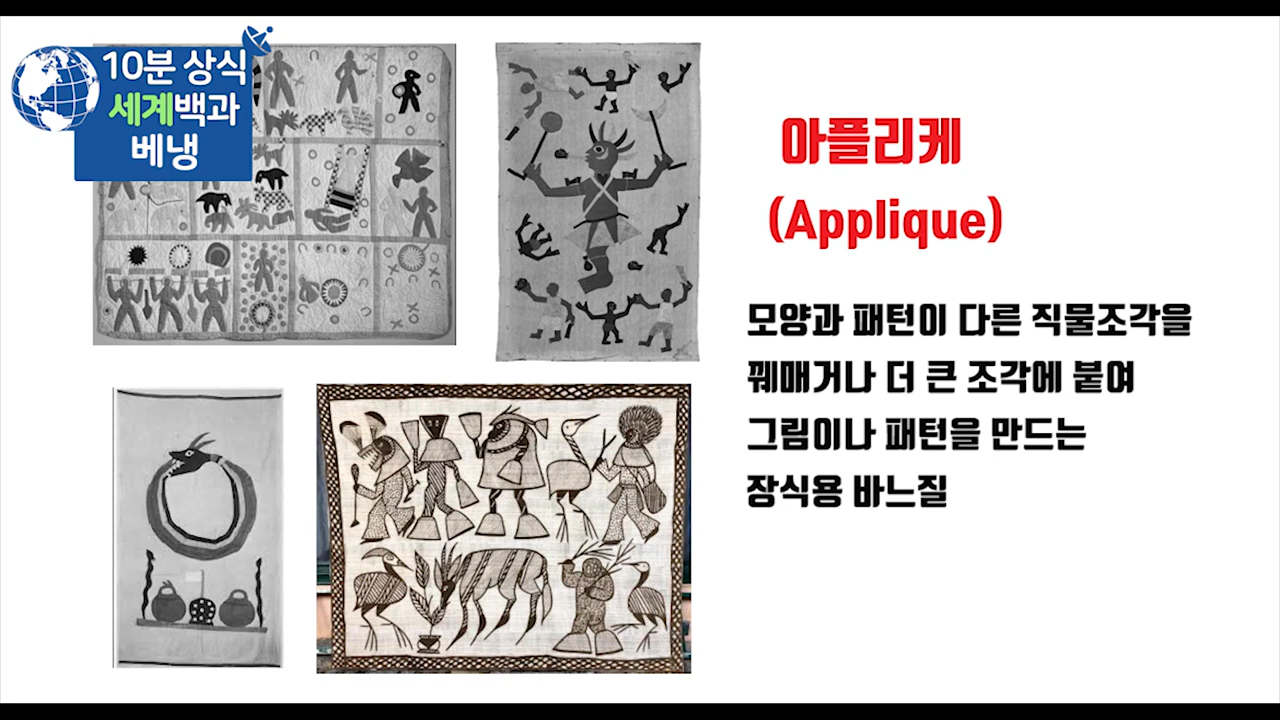 10분 상식
세계백과
베냉
아플리케
(Applique)
모양과 패턴이 다른 직물조각을
꿰매거나 더 큰 조각에 붙여
그림이나 패턴을 만드는
장식용 바느질